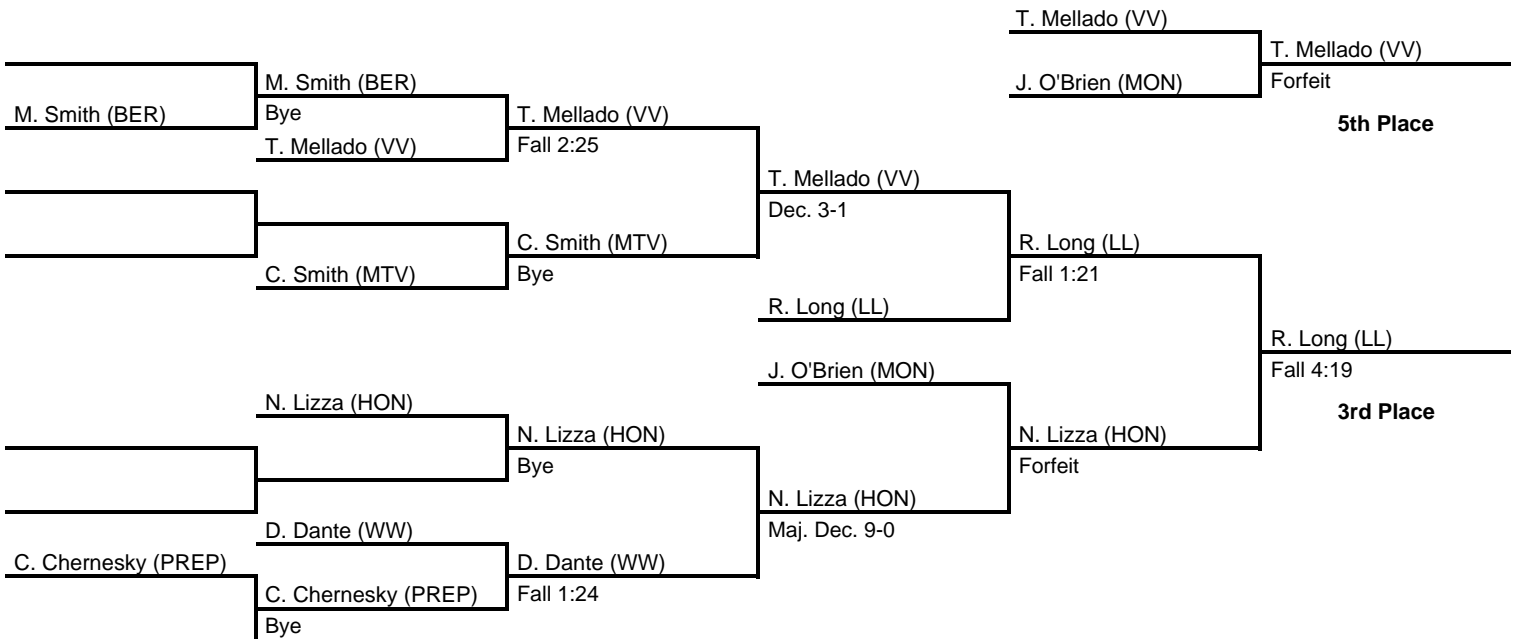 T. Mellado (VV)
T. Mellado (VV)
M. Smith (BER)
J. O'Brien (MON)
Forfeit
M. Smith (BER)
Bye
T. Mellado (VV)
5th Place
T. Mellado (VV)
Fall 2:25
T. Mellado (VV)
Dec. 3-1
C. Smith (MTV)
R. Long (LL)
C. Smith (MTV)
Bye
Fall 1:21
R. Long (LL)
R. Long (LL)
J. O'Brien (MON)
Fall 4:19
N. Lizza (HON)
3rd Place
N. Lizza (HON)
N. Lizza (HON)
Bye
Forfeit
N. Lizza (HON)
D. Dante (WW)
Maj. Dec. 9-0
C. Chernesky (PREP)
D. Dante (WW)
C. Chernesky (PREP)
Fall 1:24
Bye